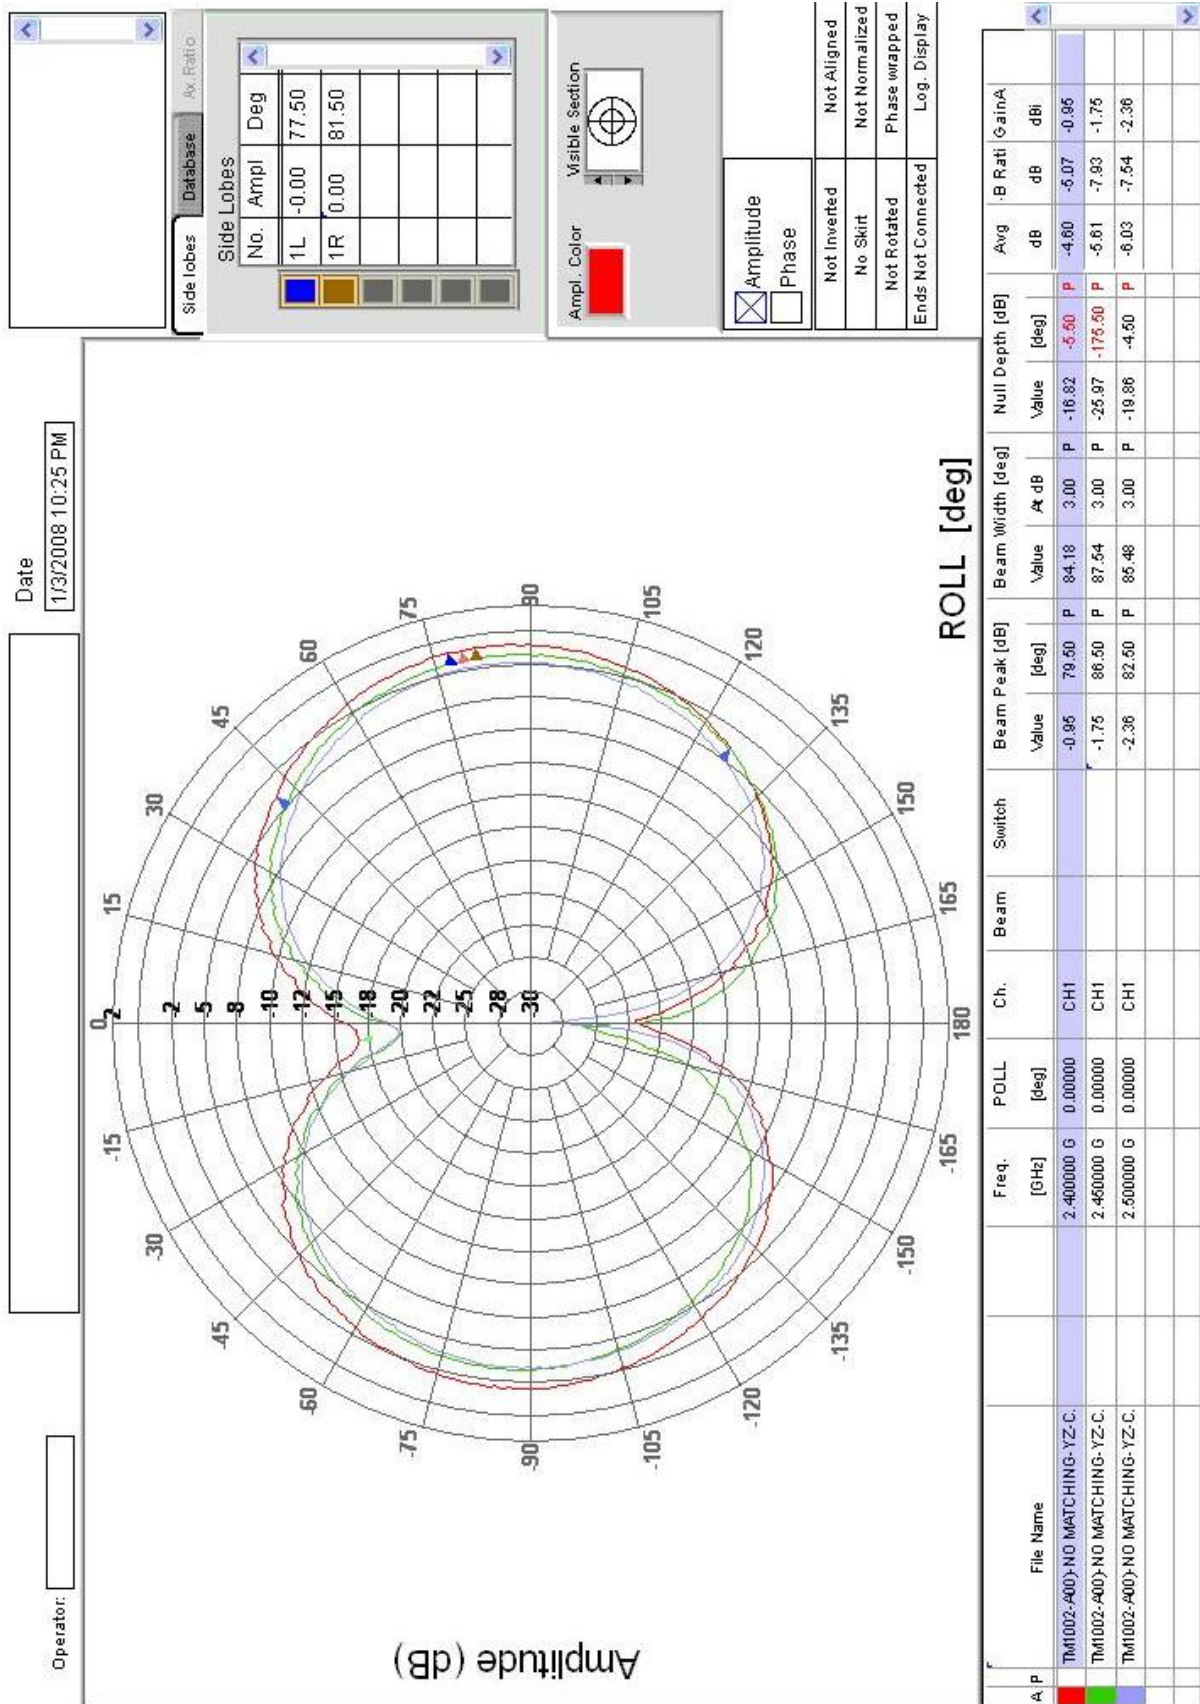 Operator:
Date
1/3/2008 10:25 PM
Side lobes Database Ax. Ratio
Side Lobes
No. Ampl Deg
1L -0.00 77.50
1R 0.00 81.50
Ampl. Color Visible Section
Amplitude
Phase
Not Inverted Not Aligned
No Skirt Not Normalized
Not Rotated Phase wrapped
Ends Not Connected Log. Display
Amplitude (dB)
0
15
30
45
60
75
90
105
120
135
150
165
180
-165
-150
-135
-120
-105
-90
-75
-60
-45
-30
-15
2
-2
-5
-8
-10
-12
-15
-18
-20
-22
-25
-28
-30
ROLL [deg]
A P File Name Freq. POLL Ch. Beam Switch Beam Peak [dB] Beam Width [deg] Null Depth [dB] Avg .B Rati GainA
[GHz] [deg] Value [deg] Value At dB Value [deg] dB dB dBi
TM1002-A00)-NO MATCHING-YZ-C. 2.400000 G 0.00000 CH1 -0.95 79.50 P 84.18 3.00 P -16.82 -5.50 P -4.60 -5.07 -0.95
TM1002-A00)-NO MATCHING-YZ-C. 2.450000 G 0.00000 CH1 -1.75 86.50 P 87.54 3.00 P -25.97 -175.50 P -5.61 -7.93 -1.75
TM1002-A00)-NO MATCHING-YZ-C. 2.500000 G 0.00000 CH1 -2.36 82.50 P 85.48 3.00 P -19.86 -4.50 P -6.03 -7.54 -2.36